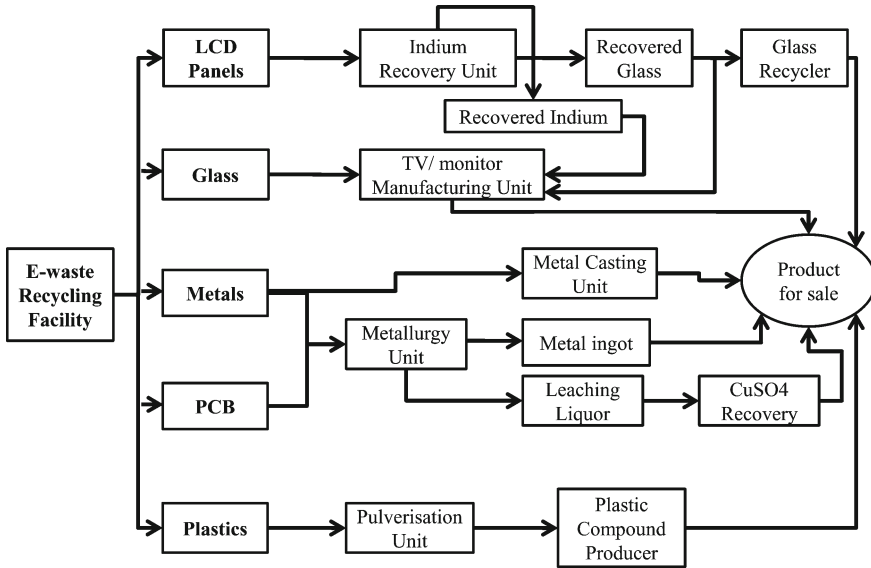 LCD
Panels
Indium
Recovery Unit
Recovered
Glass
Glass
Recycler
Recovered Indium
Glass
TV/ monitor
Manufacturing Unit
E-waste
Recycling
Facility
Metals
Metal Casting
Unit
Product
for sale
Metallurgy
Unit
Metal ingot
PCB
Leaching
Liquor
CuSO4
Recovery
Plastics
Pulverisation
Unit
Plastic
Compound
Producer